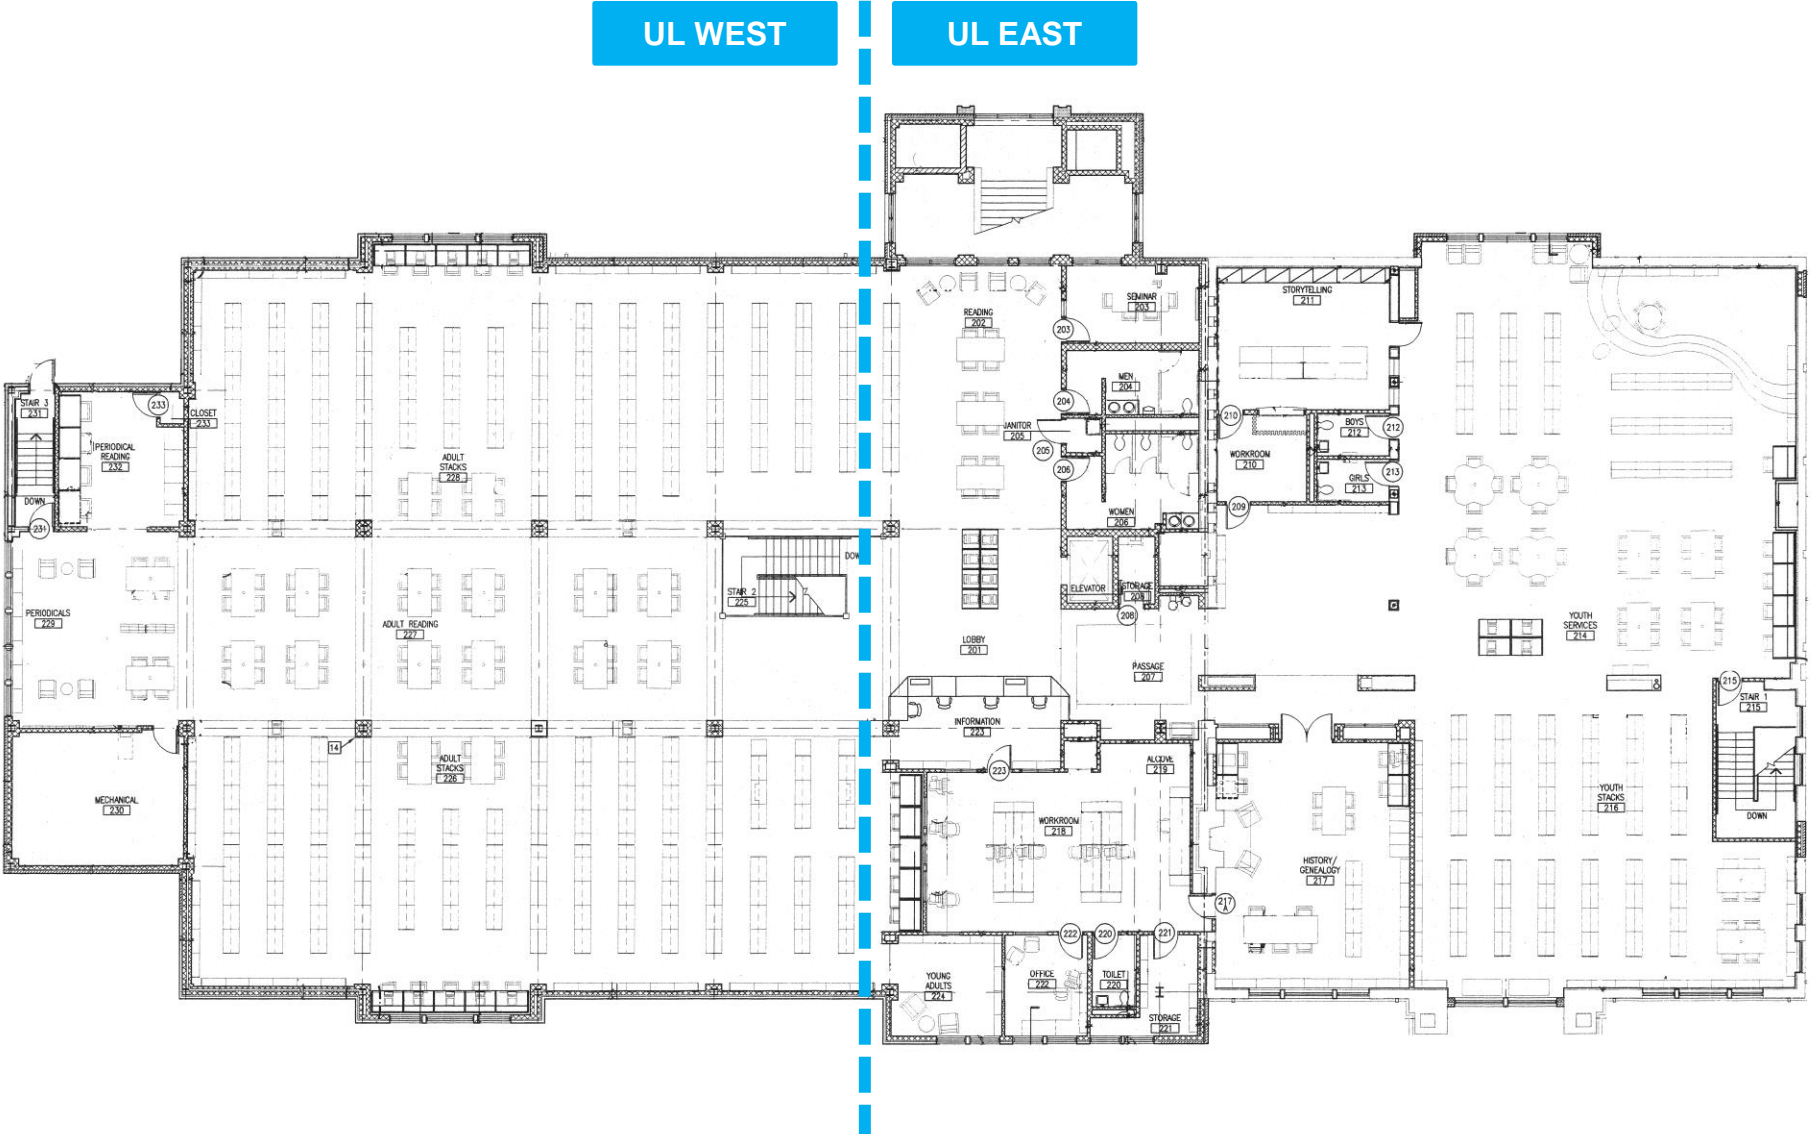 UL WEST
UL EAST
STAIR 3
231
DOWN
231
PERIODICAL
READING
232
233
CLOSET
233
PERIODICALS
229
MECHANICAL
230
ADULT
STACKS
228
ADULT READING
227
14
ADULT
STACKS
226
STAIR 2
225
DOW
READING
202
SEMINAR
203
203
MEN
204
204
JANITOR
205
205
206
WOMEN
206
ELEVATOR
STORAGE
208
208
LOBBY
201
PASSAGE
207
INFORMATION
223
223
ALCOVE
219
WORKROOM
218
222
220
221
YOUNG
ADULTS
224
OFFICE
222
TOILET
220
STORAGE
221
STORYTELLING
211
210
WORKROOM
210
BOYS
212
212
GIRLS
213
213
209
YOUTH
SERVICES
214
215
STAIR 1
215
DOWN
YOUTH
STACKS
216
HISTORY/
GENEALOGY
217
217
A